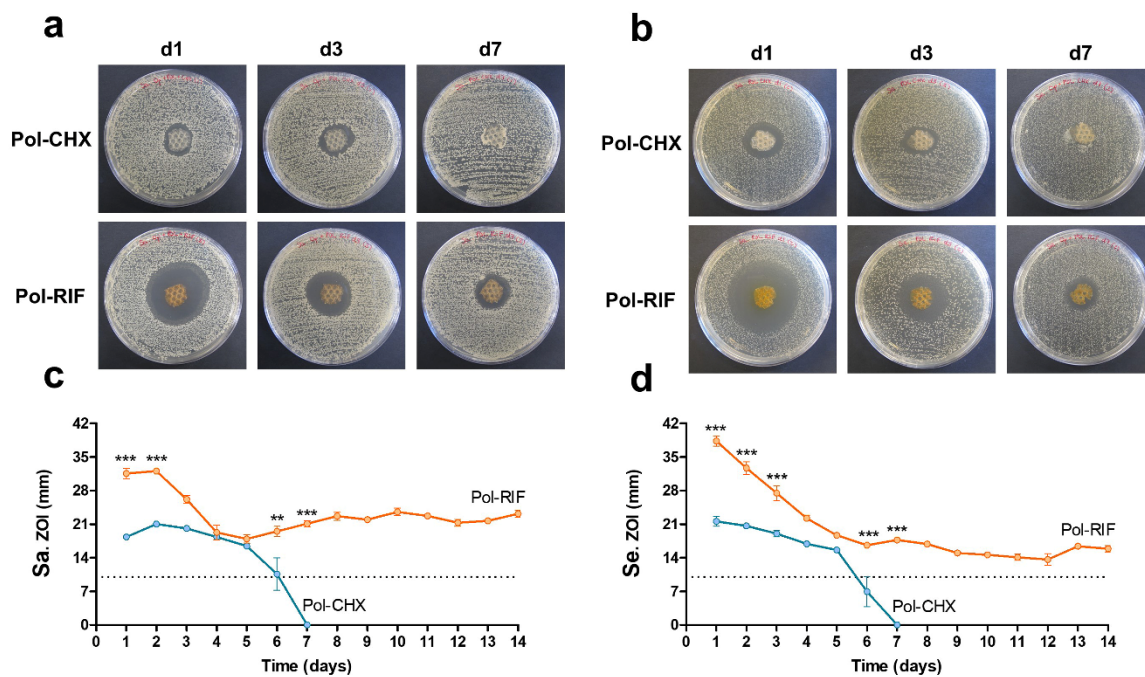 a
d1 d3 d7
Pol-CHX
Pol-RIF
b
d1 d3 d7
Pol-CHX
Pol-RIF
c
42
35
28
21
14
7
0
Sa. ZOI (mm)
*** *** ** ***
Pol-RIF
Pol-CHX
0 1 2 3 4 5 6 7 8 9 10 11 12 13 14
Time (days)
d
42
35
28
21
14
7
0
Se. ZOI (mm)
*** *** *** *** ***
Pol-RIF
Pol-CHX
0 1 2 3 4 5 6 7 8 9 10 11 12 13 14
Time (days)